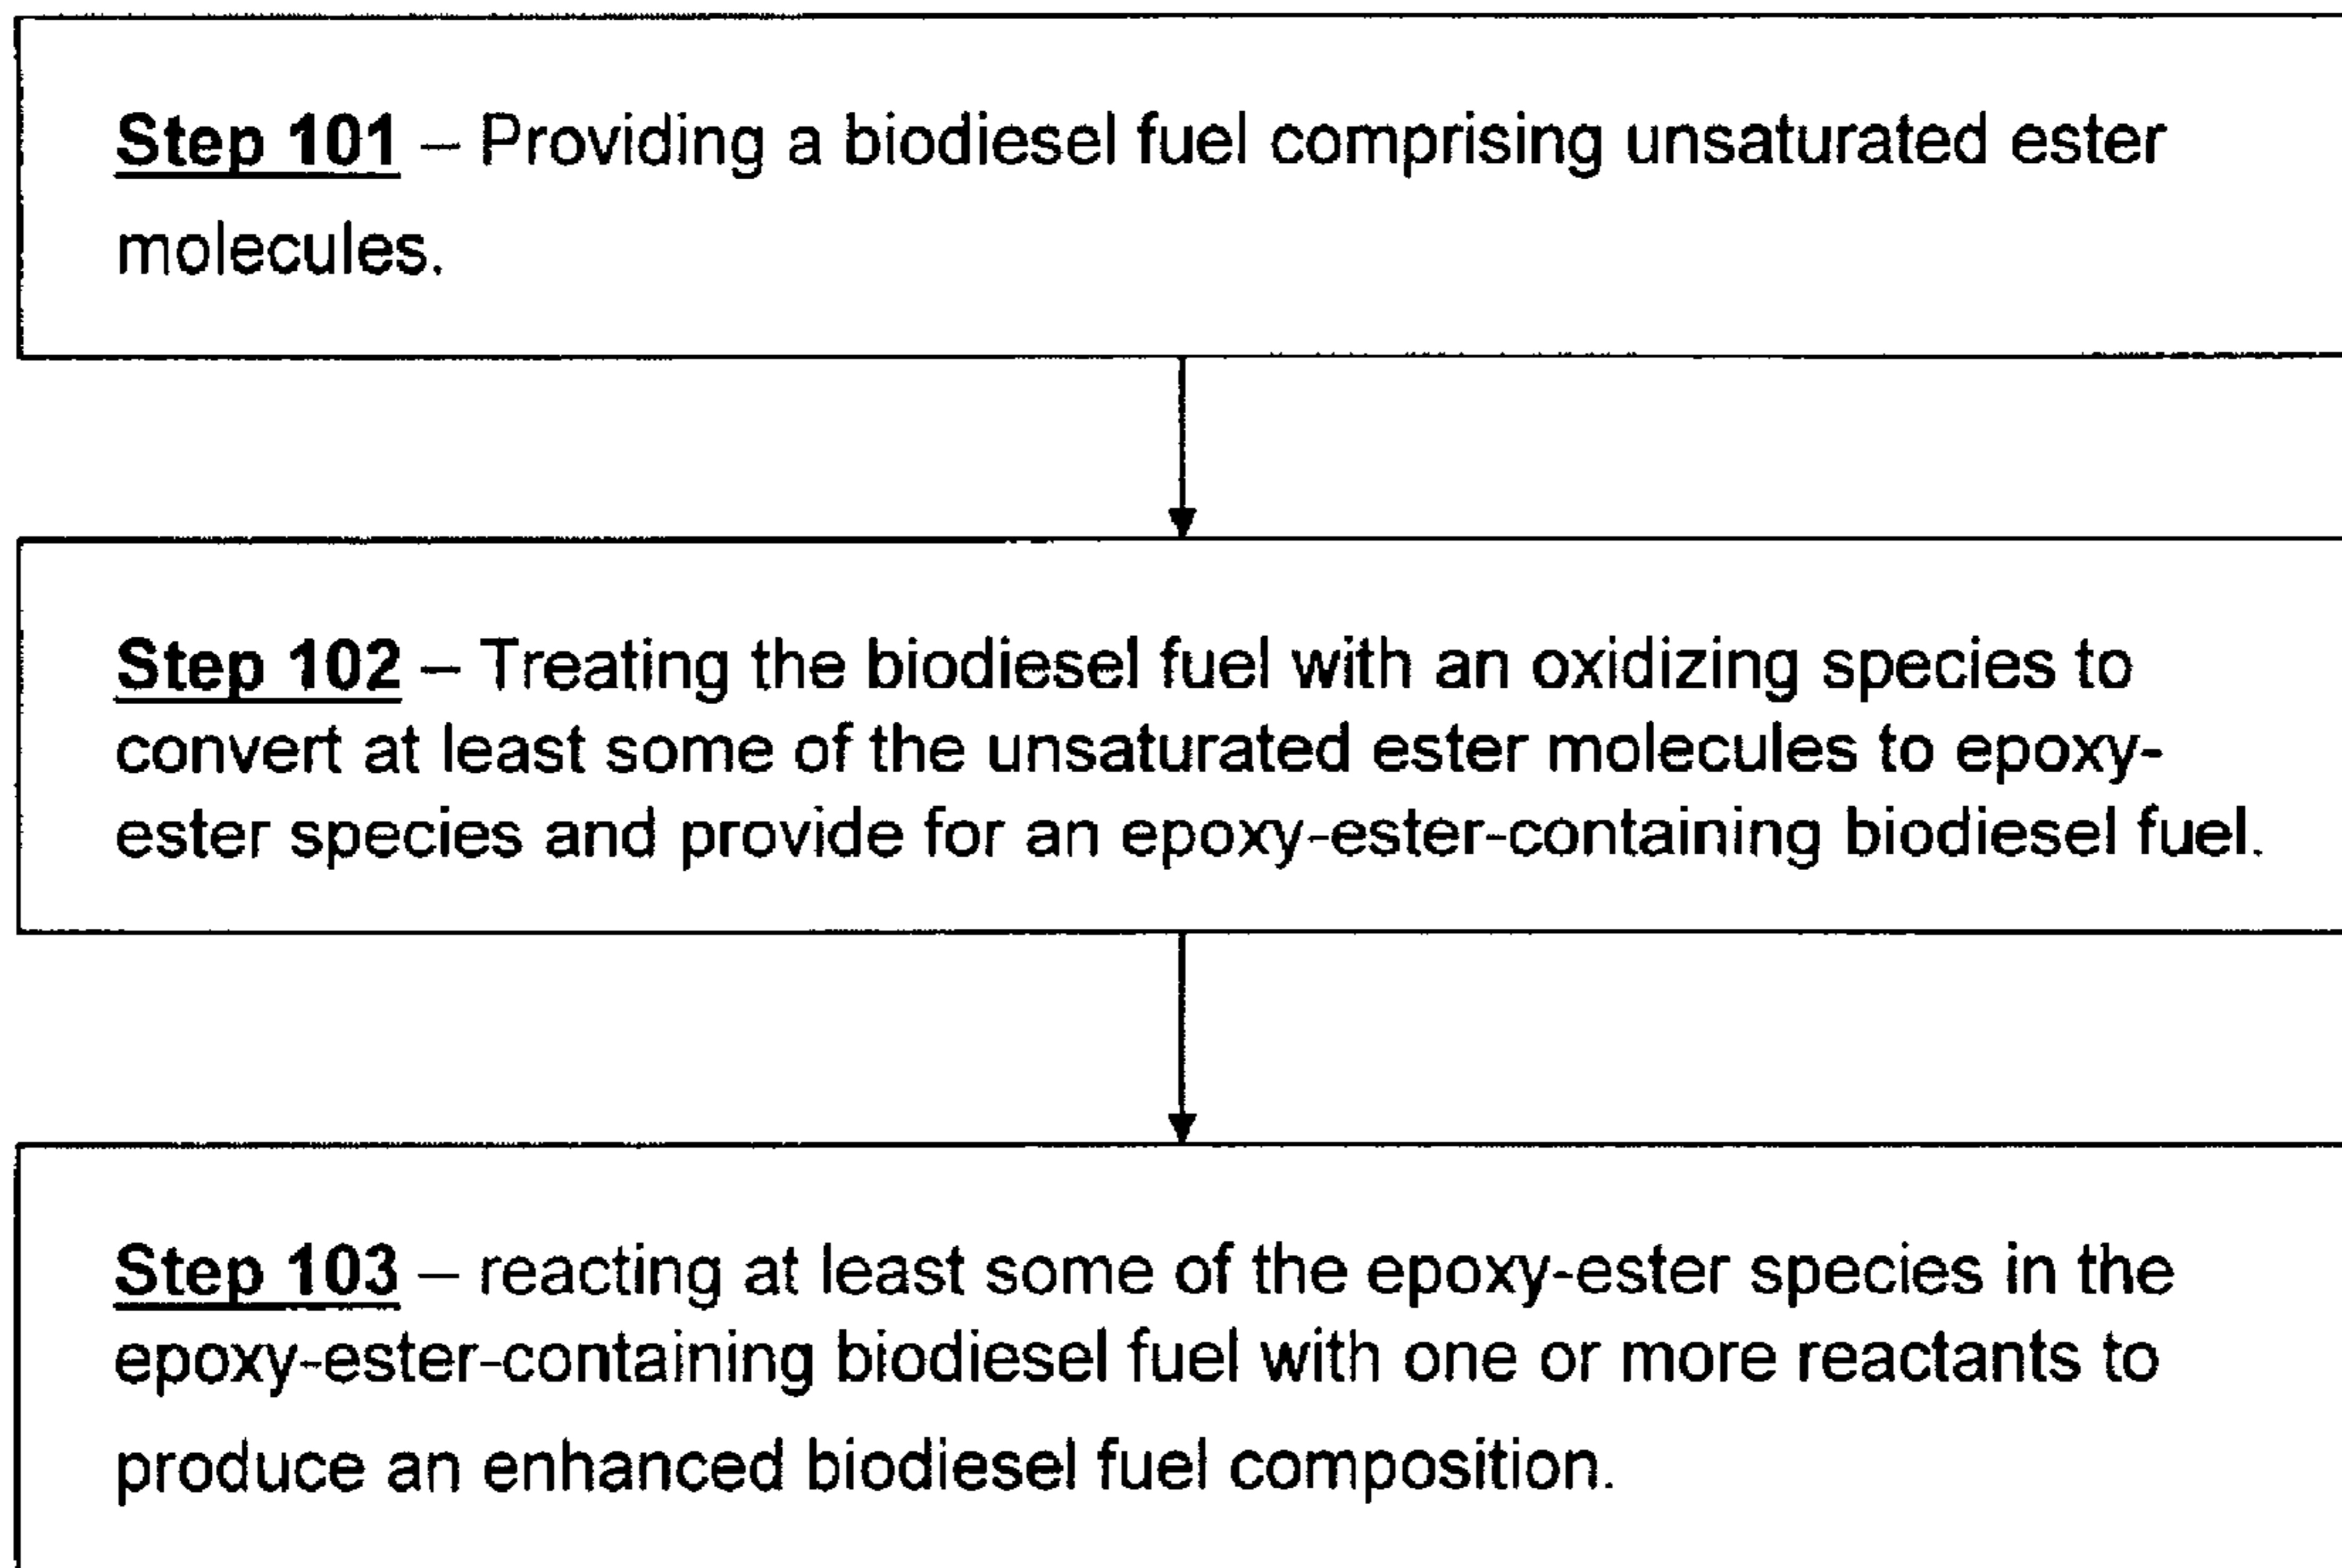 Step 101 – Providing a biodiesel fuel comprising unsaturated ester
molecules.
Step 102 – Treating the biodiesel fuel with an oxidizing species to
convert at least some of the unsaturated ester molecules to epoxy-
ester species and provide for an epoxy-ester-containing biodiesel fuel.
Step 103 – reacting at least some of the epoxy-ester species in the
epoxy-ester-containing biodiesel fuel with one or more reactants to
produce an enhanced biodiesel fuel composition.